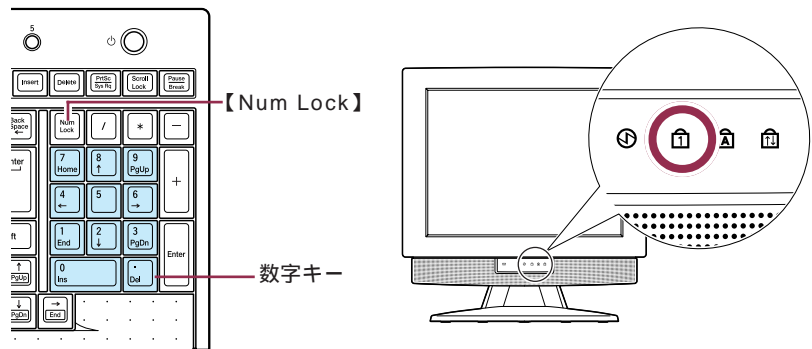 5
Insert Delete PrtSc Scroll Pause
Sys Rq Lock Break
【Num Lock】
Back Space ← Num Lock / * −
7 Home 8 ↑ 9 PgUp +
4 ← 5 6 →
1 End 2 ↓ 3 PgDn Enter
0 Ins . Del
数字キー
↑ PgUp
↓ PgDn → End
1 A ↑↓